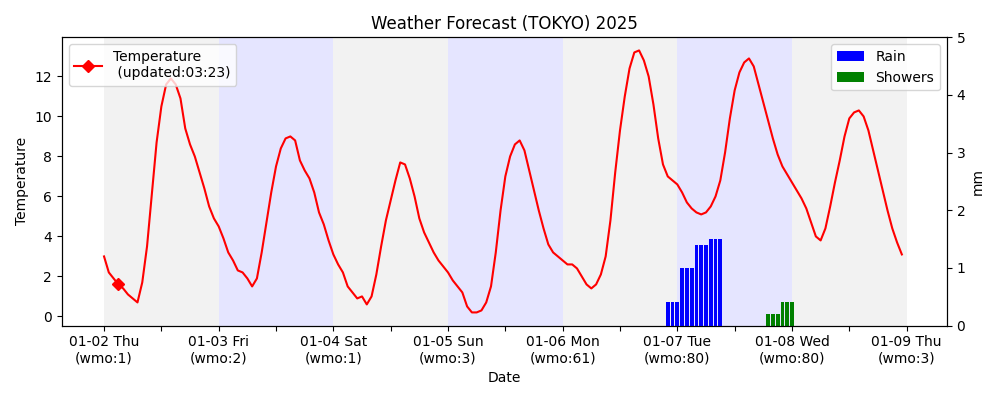 Weather Forecast (TOKYO) 2025
Temperature
(updated:03:23)
Rain
Showers
Temperature
12
10
8
6
4
2
0
5
4
3
2
1
0
mm
01-02 Thu
(wmo:1)
01-03 Fri
(wmo:2)
01-04 Sat
(wmo:1)
01-05 Sun
(wmo:3)
01-06 Mon
(wmo:61)
01-07 Tue
(wmo:80)
01-08 Wed
(wmo:80)
01-09 Thu
(wmo:3)
Date